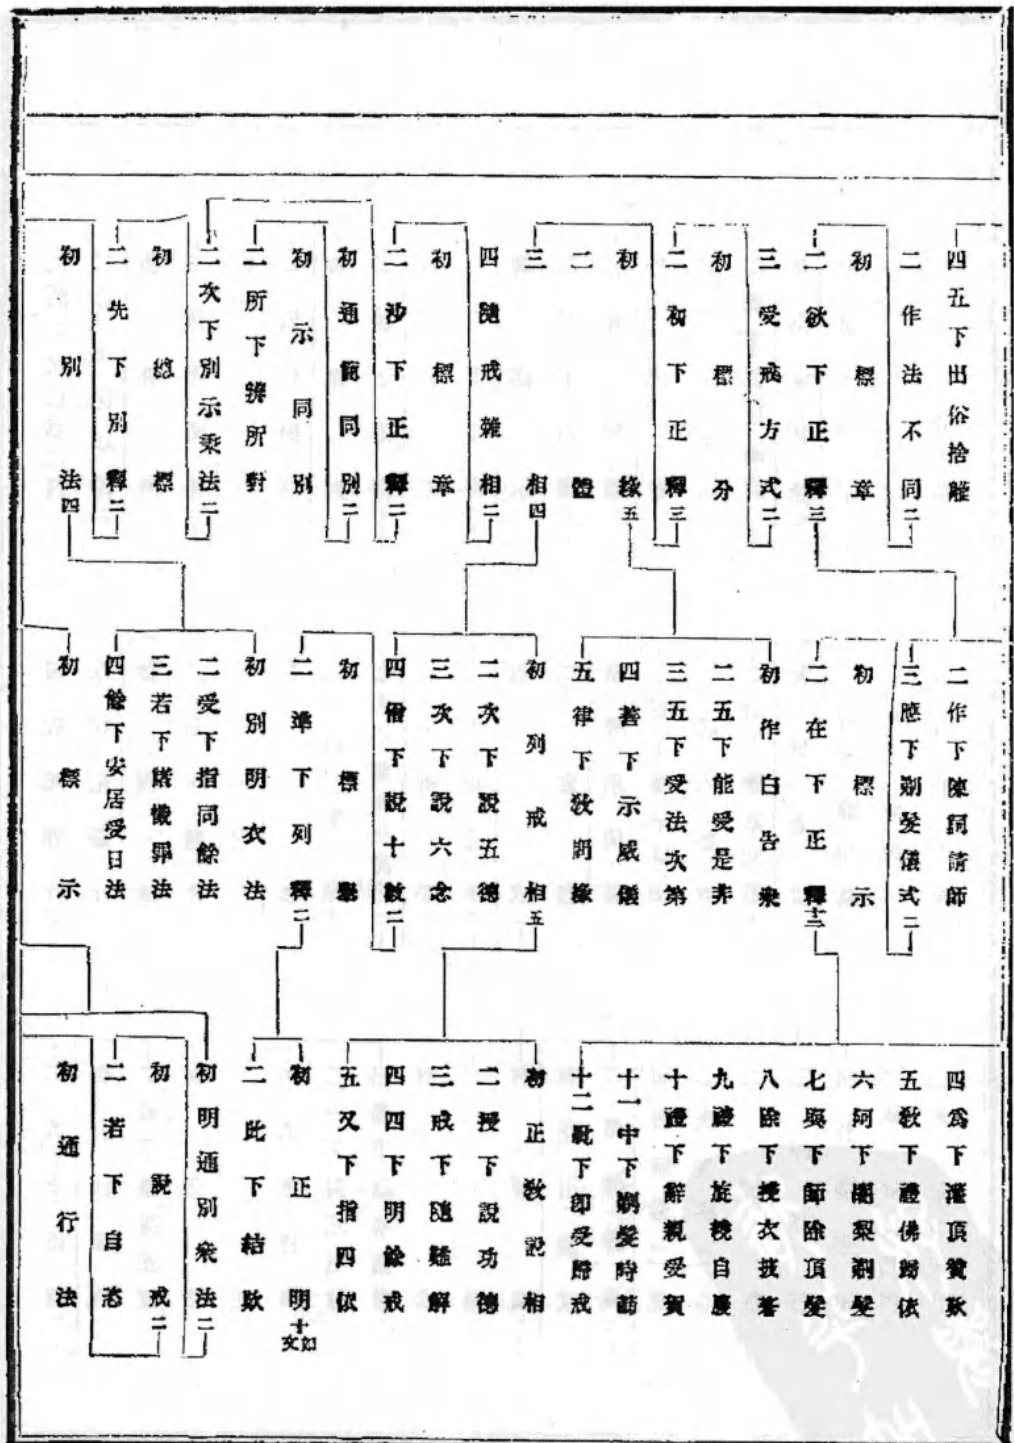 四五下出俗捨離
二作法不同二
初標章
二欲下正釋三
三受戒方式二
初標分
二初下正釋三
初緣五
二體
三相四
四隨戒雜相二
初標章
二沙下正釋二
初通範同別二
初示同別
二所下辨所對
二次下別示乘法二
初總標
二先下別釋二
初別法四
二作下陳詞請師
三應下剃髮儀式二
初標示
二在下正釋十二
初作白告眾
二五下能受是非
三五下受法次第
四善下示威儀
五律下教問緣
初列戒相五
二次下說五德
三次下說六念
四僧下說十數二
初標
二準下列釋二
初別明衣法
二受下指同餘法
三若下諸懺罪法
四餘下安居受日法
初標示
四為下灌頂贊歎
五教下禮佛歸依
六阿下闍梨剃髮
七與下師除頂髮
八除下授衣披著
九禮下旋繞自慶
十禮下辭親受賀
十一中下剃髮時節
十二既下即受歸戒
初正教說相
二授下說功德
三戒下隨難解
四四下明餘戒
五又下指四依
初正明十如文
二此下結歎
初明通別眾法二
初說戒二
二若下自恣
初通行法